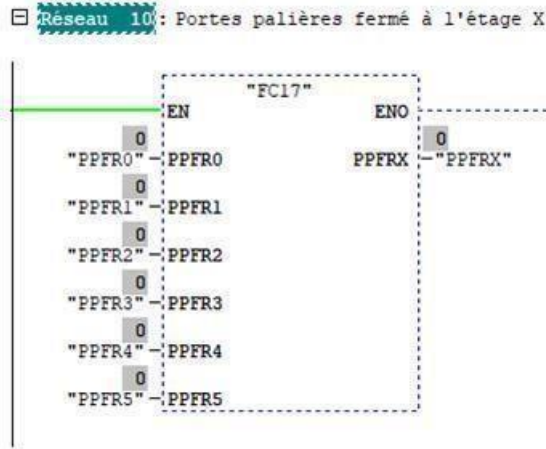 Réseau 10: Portes palières fermé à l'étage X
"FC17"
EN ENO
0 0
"PPFR0" PPFR0 PPFRX "PPFRX"
0
"PPFR1" PPFR1
0
"PPFR2" PPFR2
0
"PPFR3" PPFR3
0
"PPFR4" PPFR4
0
"PPFR5" PPFR5